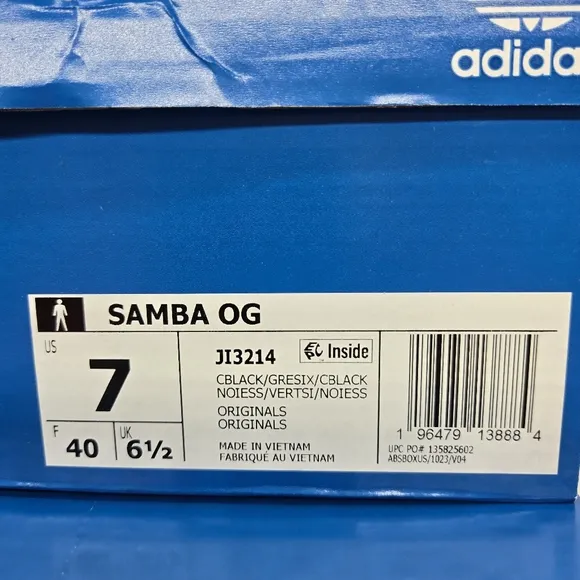 adidas
SAMBA OG
US
7
F
40
UK
6½
JI3214
Inside
CBLACK/GRESIX/CBLACK
NOIESS/VERTSI/NOIESS
ORIGINALS
ORIGINALS
MADE IN VIETNAM
FABRIQUÉ AU VIETNAM
1 96479 13888 4
UPC PO# 135825602
ABSBOXUS/1023/V04